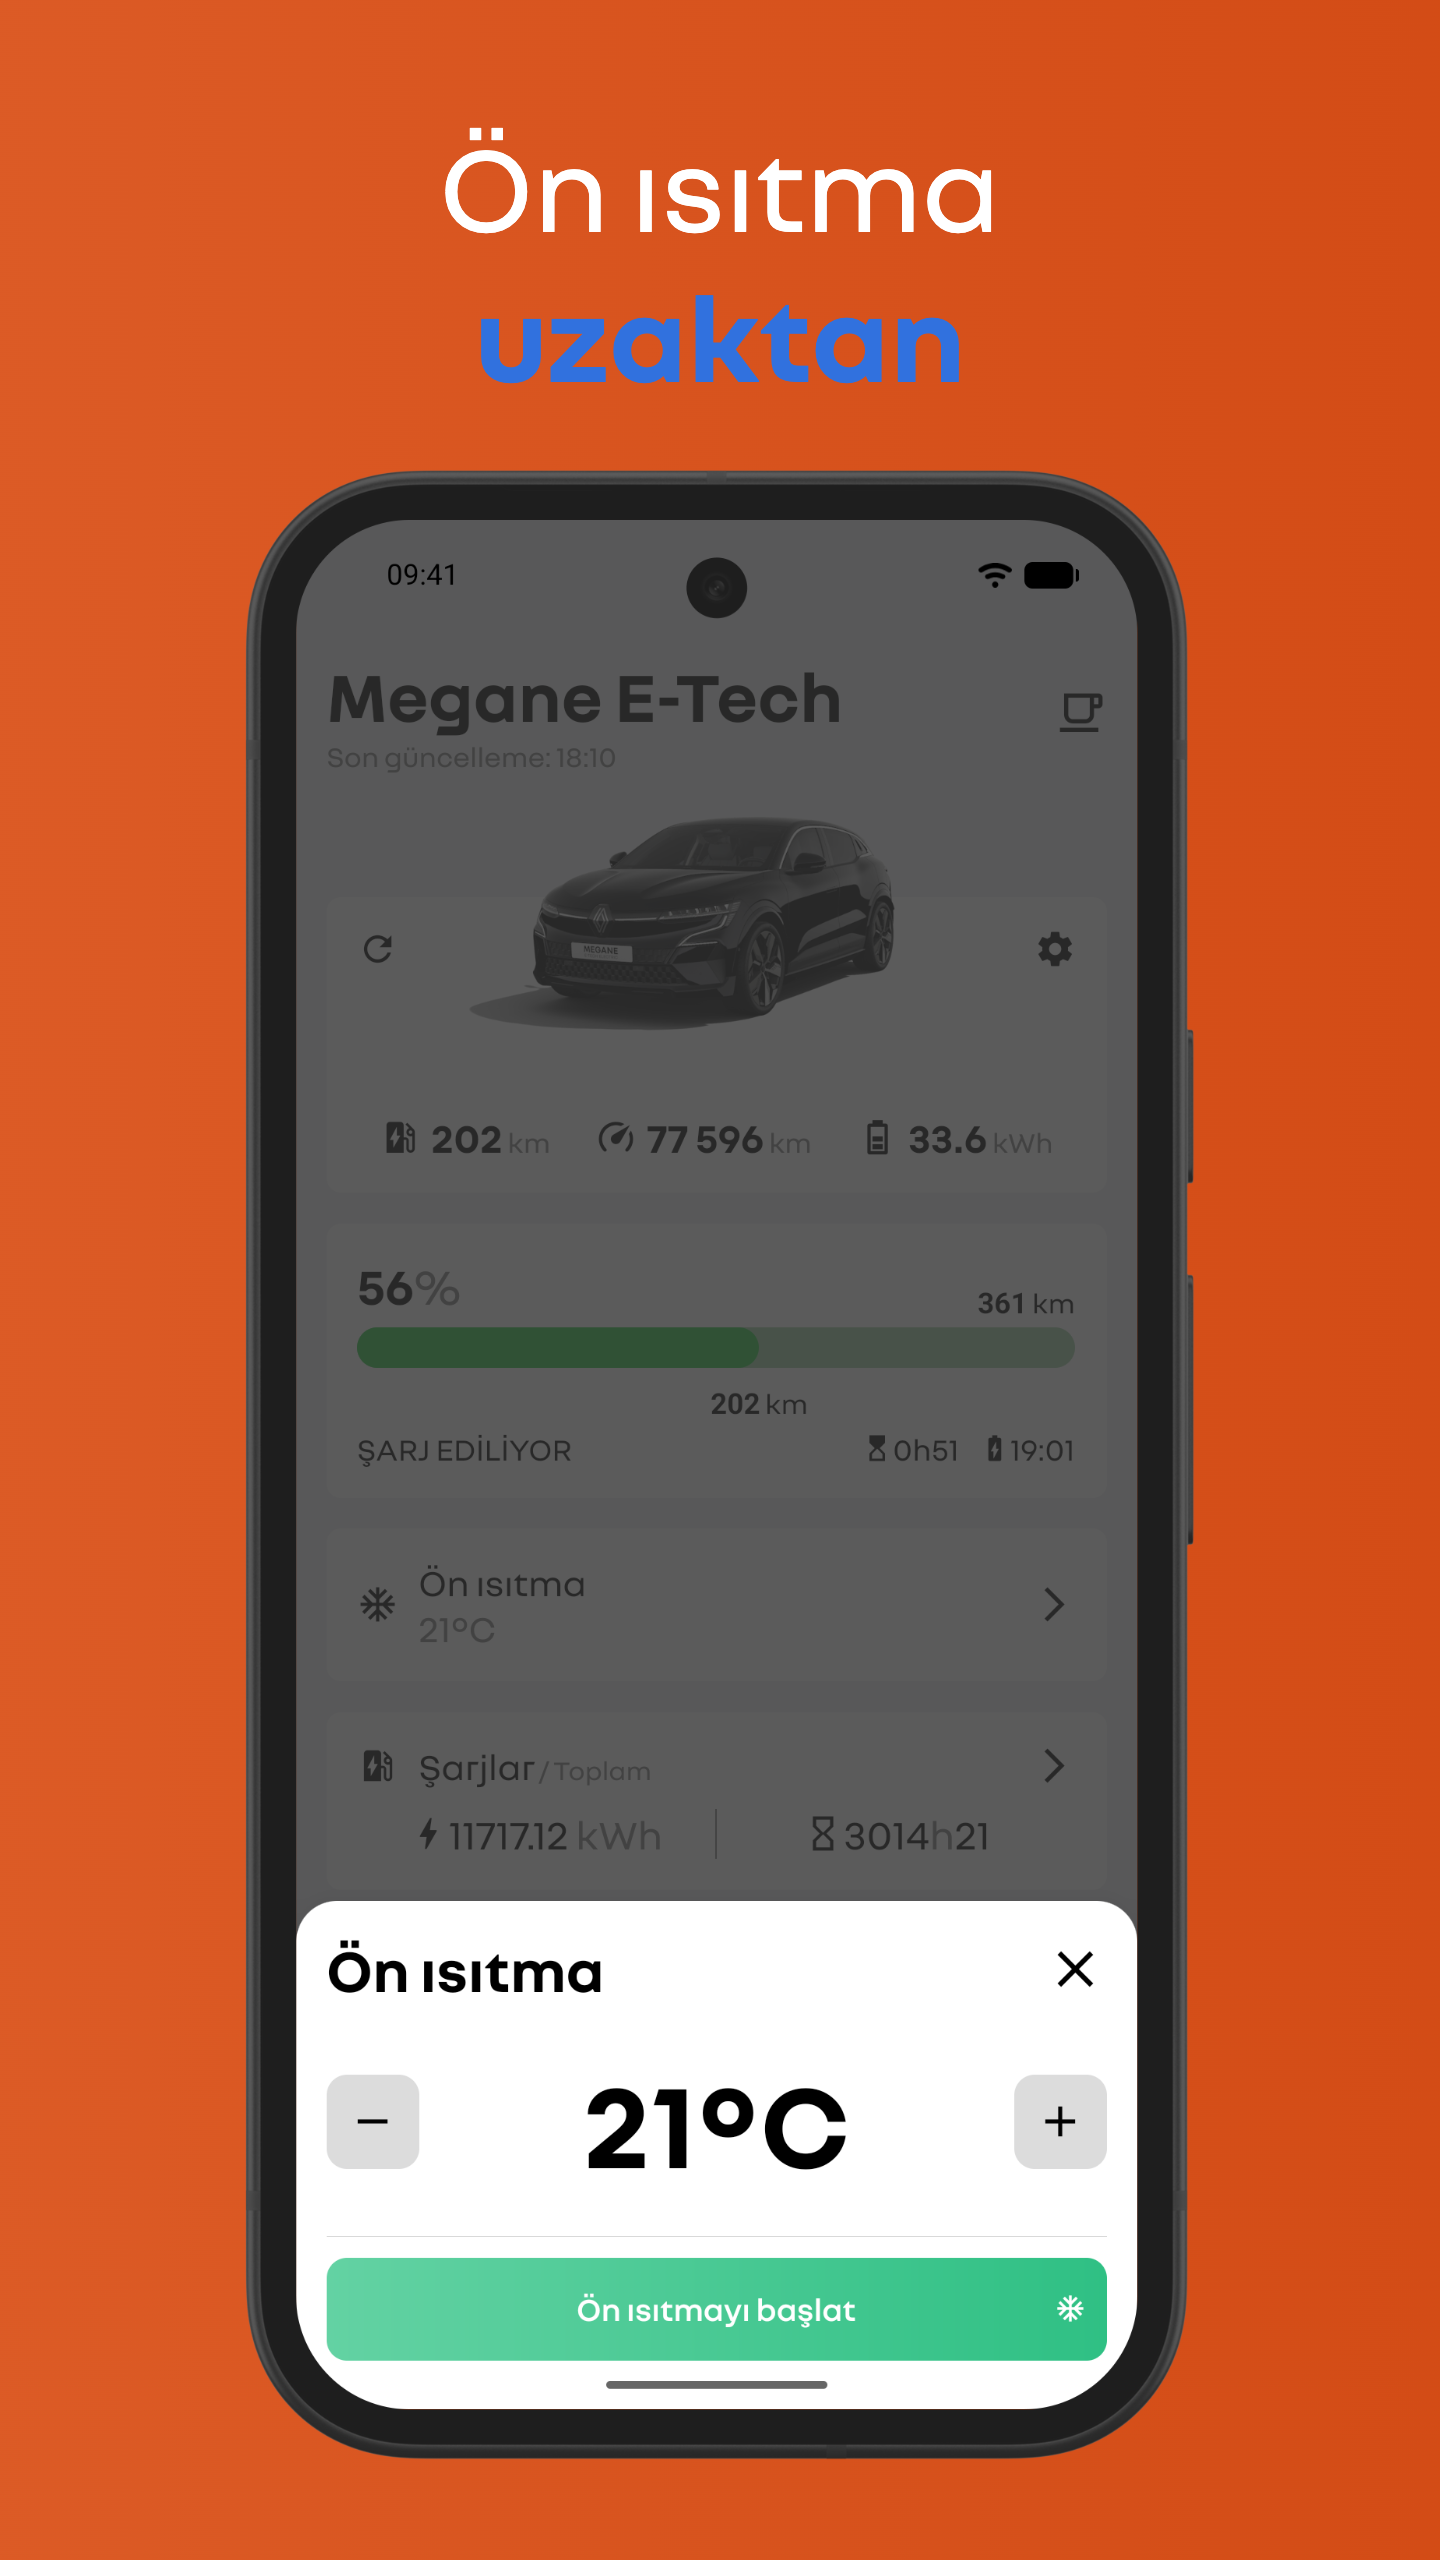 Ön ısıtma
uzaktan
09:41
Megane E-Tech
Son güncelleme: 18:10
MEGANE
202 km 77 596 km 33.6 kWh
56%
361 km
202 km
ŞARJ EDİLİYOR 0h51 19:01
Ön ısıtma
21°C
Şarjlar / Toplam
11717.12 kWh 3014h21
Ön ısıtma
21°C
Ön ısıtmayı başlat